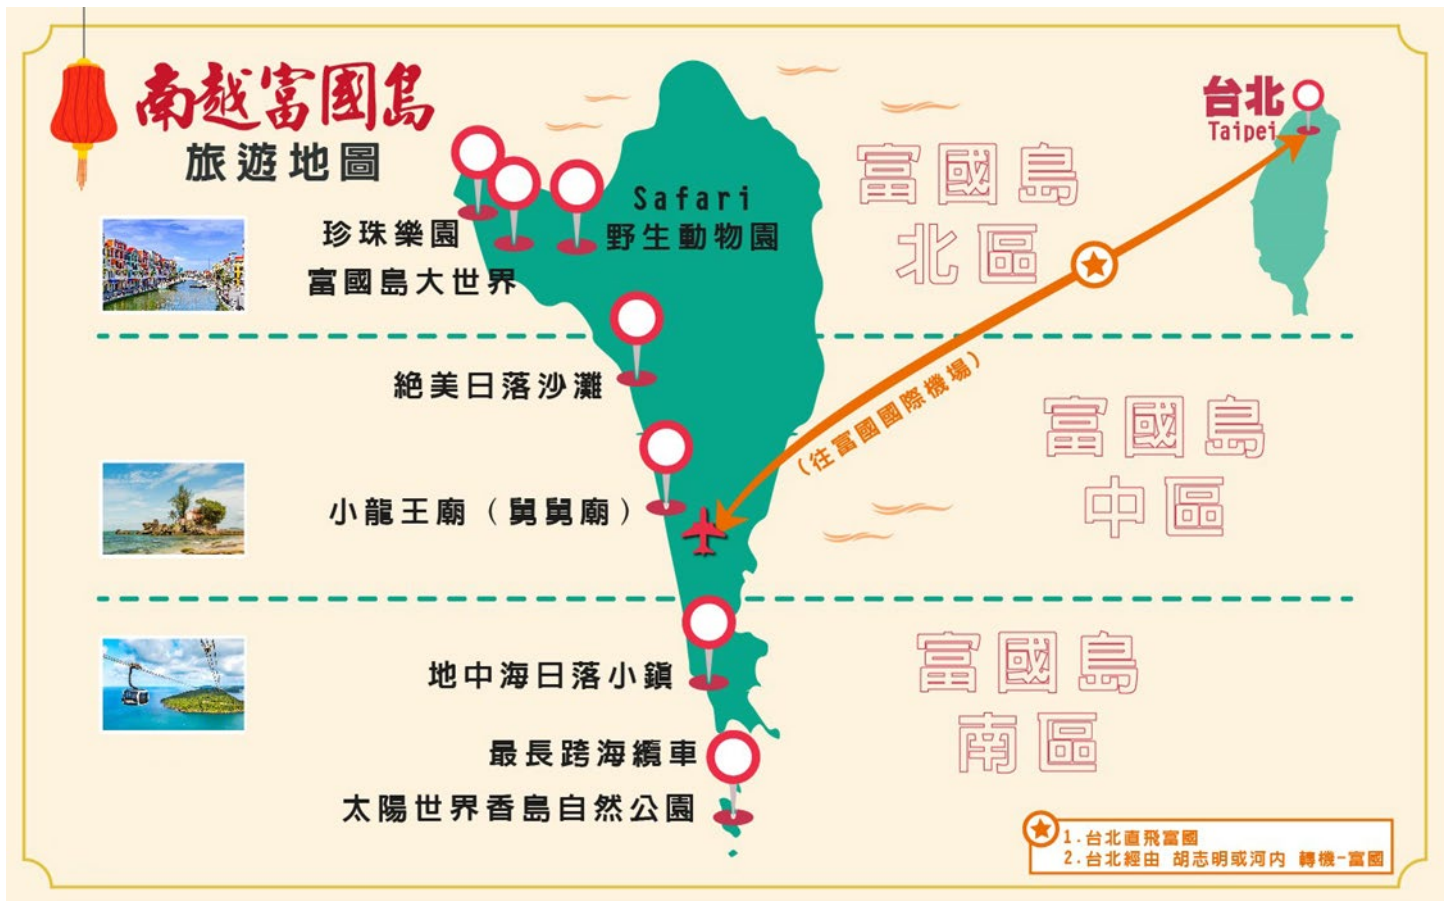 南越富國島
旅遊地圖
台北
Taipei
富國島
北區
Safari
野生動物園
珍珠樂園
富國島大世界
絕美日落沙灘
(往富國國際機場)
富國島
中區
小龍王廟（舅舅廟）
地中海日落小鎮
富國島
南區
最長跨海纜車
太陽世界香島自然公園
1.台北直飛富國
2.台北經由 胡志明或河內 轉機-富國